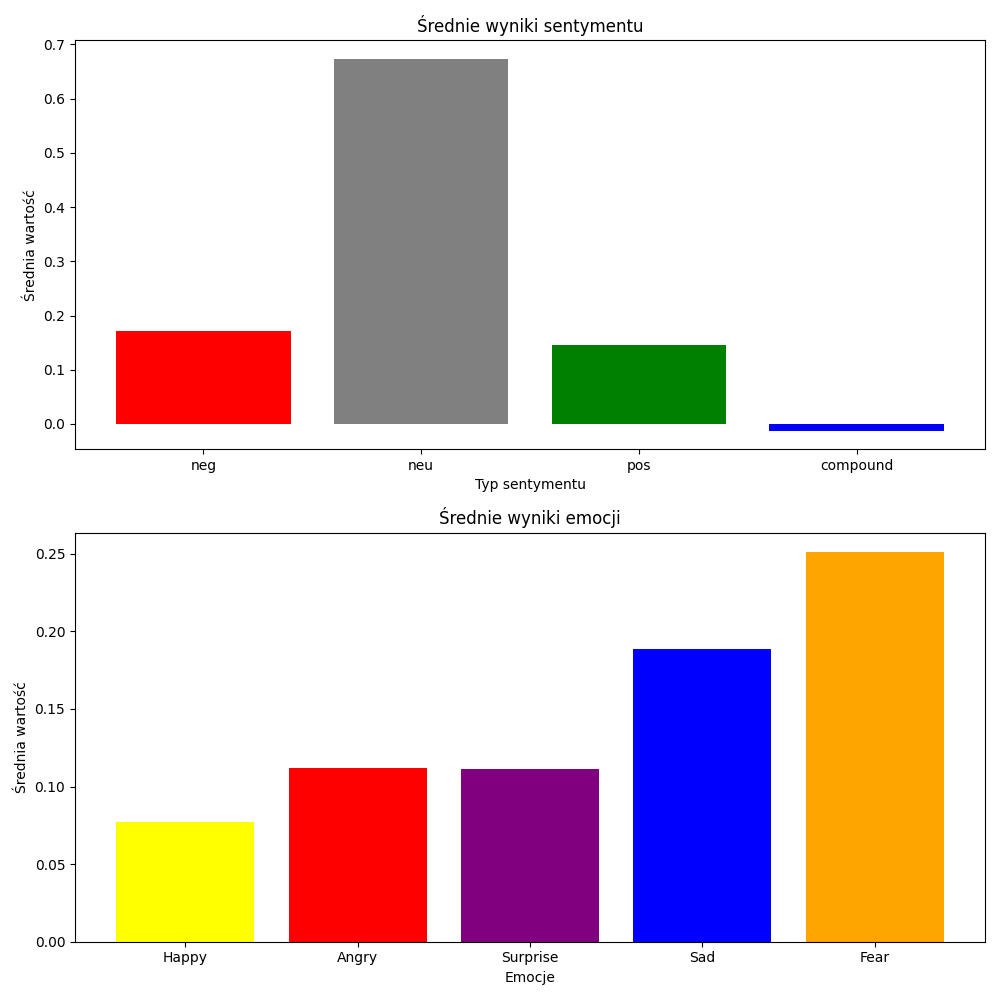 Średnie wyniki sentymentu
Średnia wartość
0.7
0.6
0.5
0.4
0.3
0.2
0.1
0.0
neg neu pos compound
Typ sentymentu
Średnie wyniki emocji
Średnia wartość
0.25
0.20
0.15
0.10
0.05
0.00
Happy Angry Surprise Sad Fear
Emocje